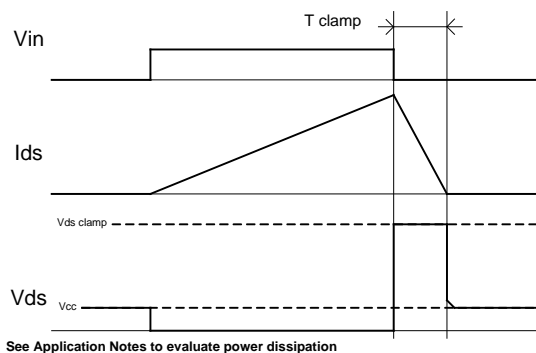 T clamp
Vin
Ids
Vds clamp
Vds
Vcc
See Application Notes to evaluate power dissipation